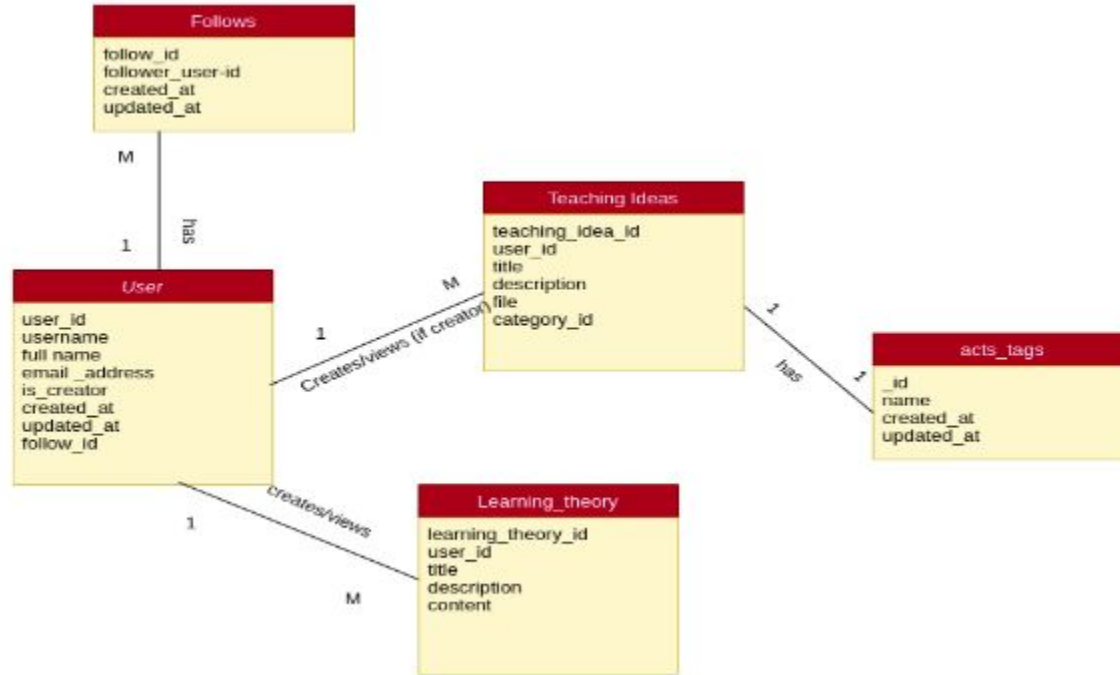 Follows
follow_id
follower_user-id
created_at
updated_at
M
has
1
User
user_id
username
full name
email _address
is_creator
created_at
updated_at
follow_id
1
Creates/views (if creator)
M
Teaching Ideas
teaching_idea_id
user_id
title
description
file
category_id
1
has
1
acts_tags
_id
name
created_at
updated_at
1
creates/views
M
Learning_theory
learning_theory_id
user_id
title
description
content